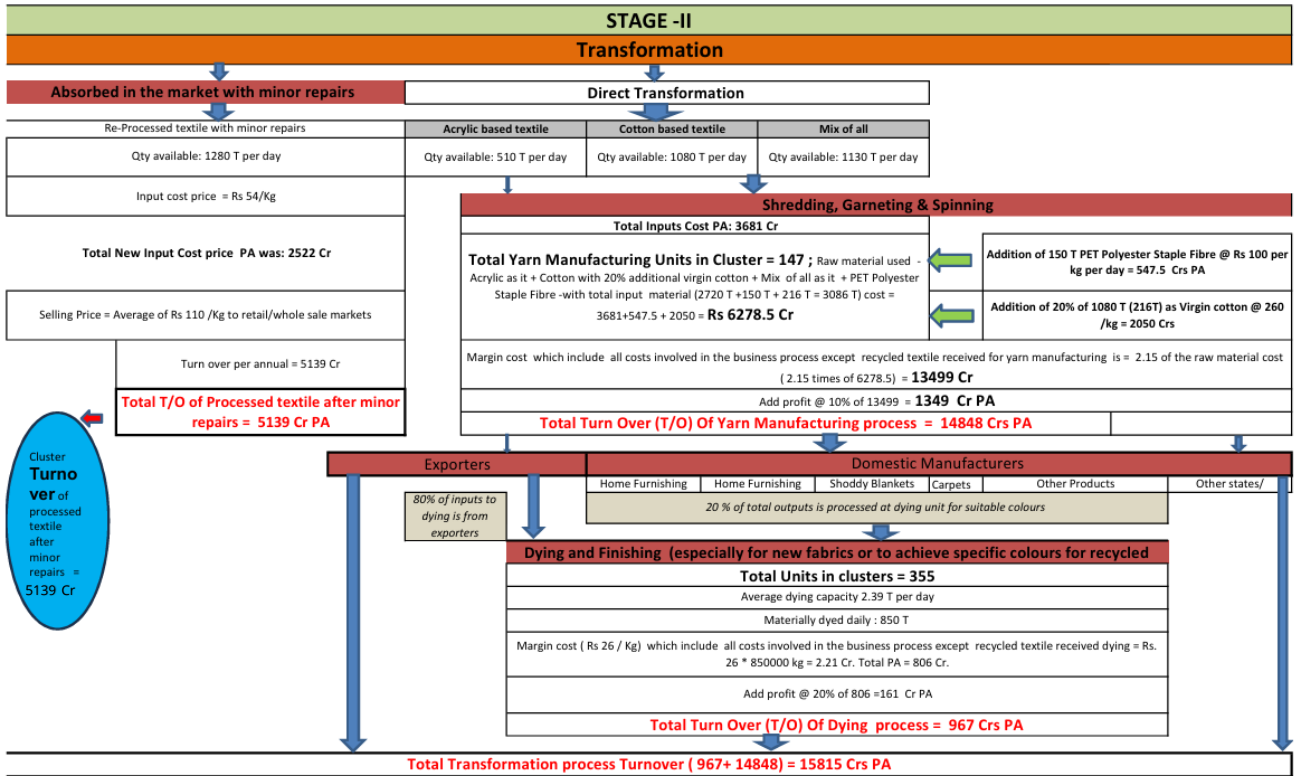 STAGE -II
Transformation
Absorbed in the market with minor repairs
Direct Transformation
Re-Processed textile with minor repairs
Acrylic based textile
Cotton based textile
Mix of all
Qty available: 1280 T per day
Qty available: 510 T per day
Qty available: 1080 T per day
Qty available: 1130 T per day
Input cost price = Rs 54/Kg
Total New Input Cost price PA was: 2522 Cr
Selling Price = Average of Rs 110 /Kg to retail/whole sale markets
Turn over per annual = 5139 Cr
Total T/O of Processed textile after minor
repairs = 5139 Cr PA
Cluster
Turno
ver of
processed
textile
after
minor
repairs =
5139 Cr
Shredding, Garneting & Spinning
Total Inputs Cost PA: 3681 Cr
Total Yarn Manufacturing Units in Cluster = 147 ; Raw material used -
Acrylic as it + Cotton with 20% additional virgin cotton + Mix of all as it + PET Polyester
Staple Fibre -with total input material (2720 T +150 T + 216 T = 3086 T) cost =
3681+547.5 + 2050 = Rs 6278.5 Cr
Addition of 150 T PET Polyester Staple Fibre @ Rs 100 per
kg per day = 547.5 Crs PA
Addition of 20% of 1080 T (216T) as Virgin cotton @ 260
/kg = 2050 Crs
Margin cost which include all costs involved in the business process except recycled textile received for yarn manufacturing is = 2.15 of the raw material cost
( 2.15 times of 6278.5) = 13499 Cr
Add profit @ 10% of 13499 = 1349 Cr PA
Total Turn Over (T/O) Of Yarn Manufacturing process = 14848 Crs PA
Exporters
Domestic Manufacturers
Home Furnishing
Home Furnishing
Shoddy Blankets
Carpets
Other Products
Other states/
80% of inputs to
dying is from
exporters
20 % of total outputs is processed at dying unit for suitable colours
Dying and Finishing (especially for new fabrics or to achieve specific colours for recycled
Total Units in clusters = 355
Average dying capacity 2.39 T per day
Materially dyed daily : 850 T
Margin cost ( Rs 26 / Kg) which include all costs involved in the business process except recycled textile received dying = Rs.
26 * 850000 kg = 2.21 Cr. Total PA = 806 Cr.
Add profit @ 20% of 806 =161 Cr PA
Total Turn Over (T/O) Of Dying process = 967 Crs PA
Total Transformation process Turnover ( 967+ 14848) = 15815 Crs PA